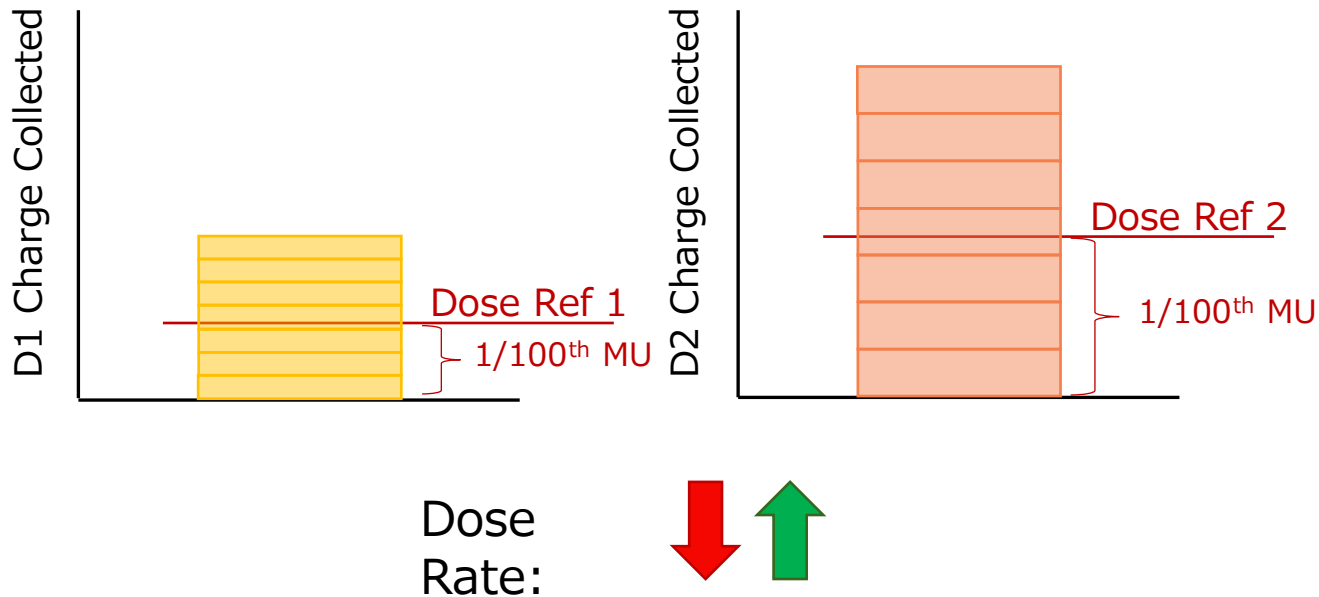 D1 Charge Collected
Dose Ref 1
1/100th MU
D2 Charge Collected
Dose Ref 2
1/100th MU
Dose
Rate: